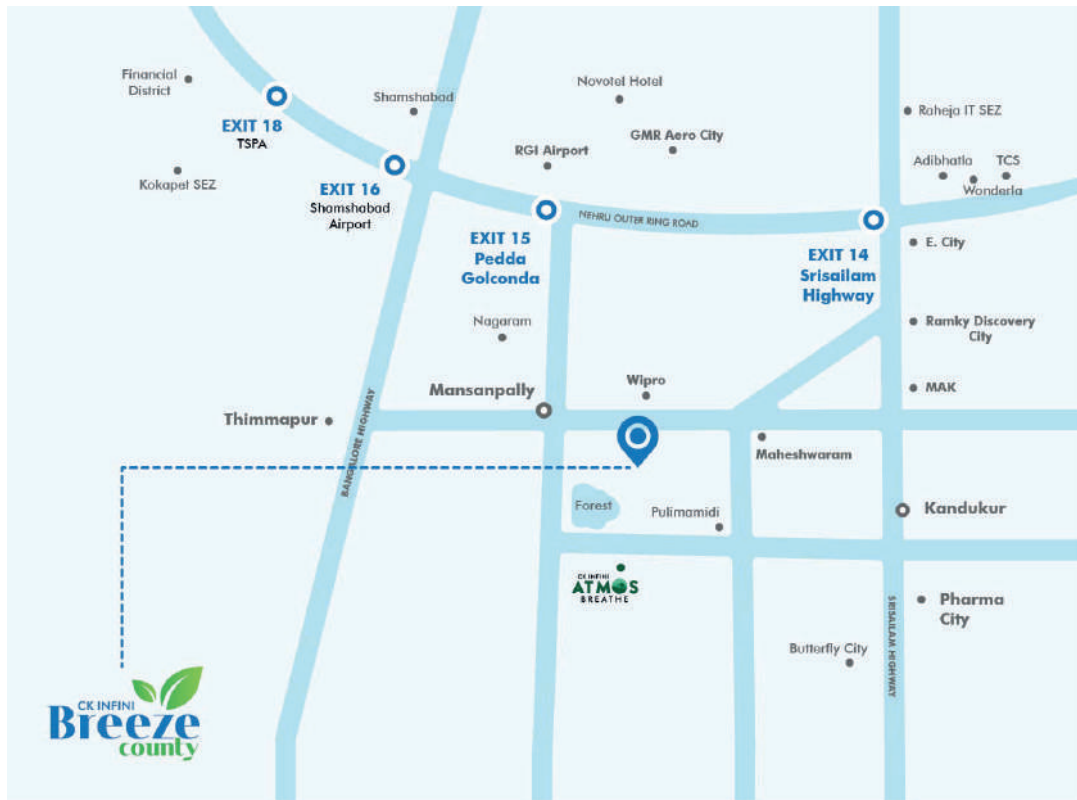 Financial
District
EXIT 18
TSPA
Shamshabad
Novotel Hotel
GMR Aero City
RGI Airport
Raheja IT SEZ
Adibhatla
TCS
Wonderla
Kokapet SEZ
EXIT 16
Shamshabad
Airport
NEHRU OUTER RING ROAD
EXIT 15
Pedda
Golconda
EXIT 14
Srisailam
Highway
E. City
Nagaram
Ramky Discovery
City
Mansanpally
Wipro
MAK
Thimmapur
BANGALORE HIGHWAY
Maheshwaram
Forest
Pulimamidi
Kandukur
CK INFINI
ATMOS
BREATHE
SRISAILAM HIGHWAY
Pharma
City
Butterfly City
CK INFINI
Breeze
county